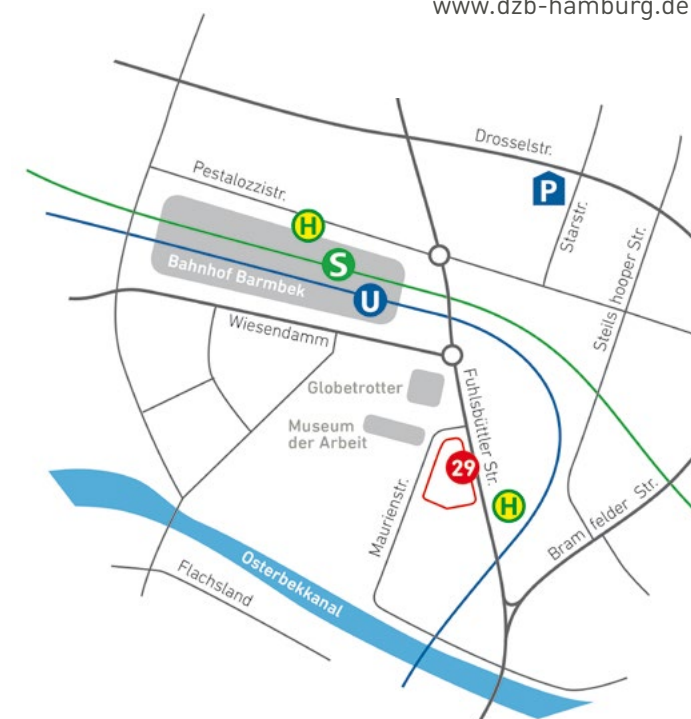 www.dzb-hamburg.de
Drosselstr.
Pestalozzistr.
P
H
Starstr.
Steilshooper Str.
S
Bahnhof Barmbek
U
Wiesendamm
Globetrotter
Fuhlsbüttler Str.
Museum
der Arbeit
29
H
Maurienstr.
Bramfelder Str.
Osterbekkanal
Flachsland